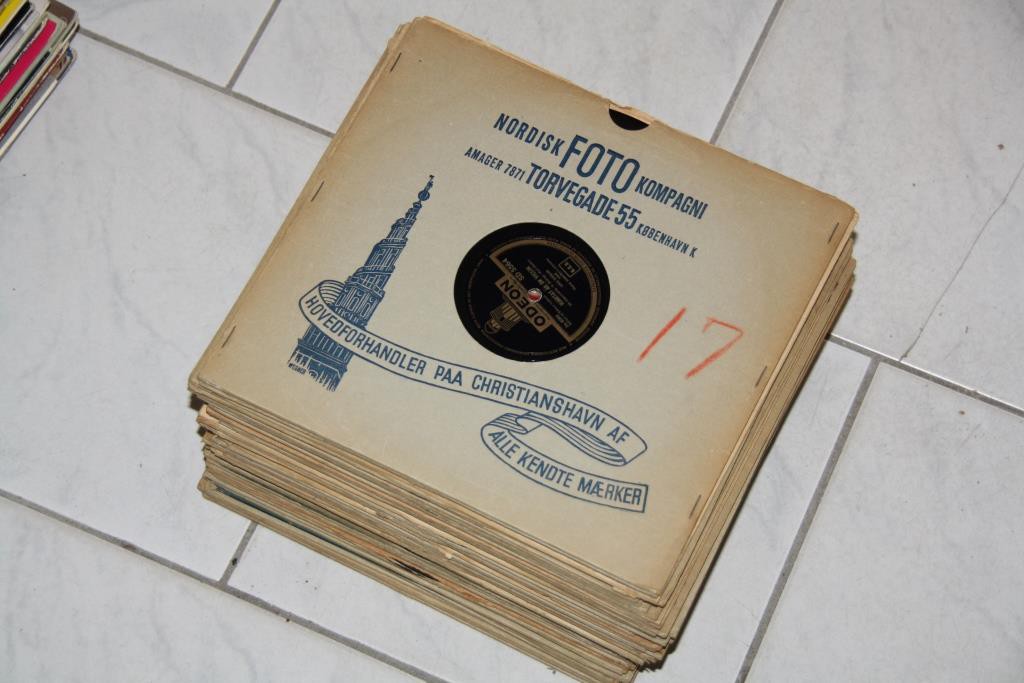 NORDISK FOTO KOMPAGNI
AMAGER 7871 TORVEGADE 55 KØBENHAVN K
ODEON
HOVEDFORHANDLER PAA CHRISTIANSHAVN AF
ALLE KENDTE MÆRKER
17